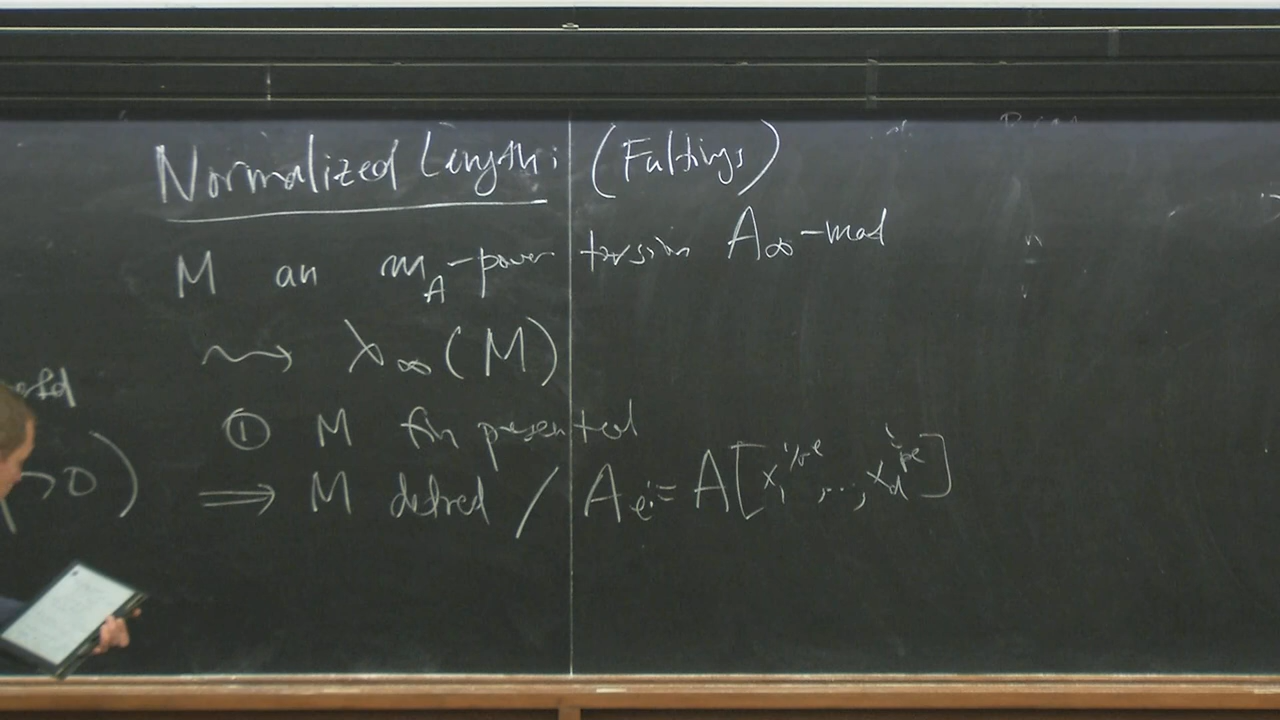 Normalized Length: (Faltings)
M an m_A-power torsion A_∞-mod
⇝ λ_∞(M)
① M fin presented
→0)
⟹ M defined / A_e := A[x_1^{1/p^e}, ..., x_d^{1/p^e}]